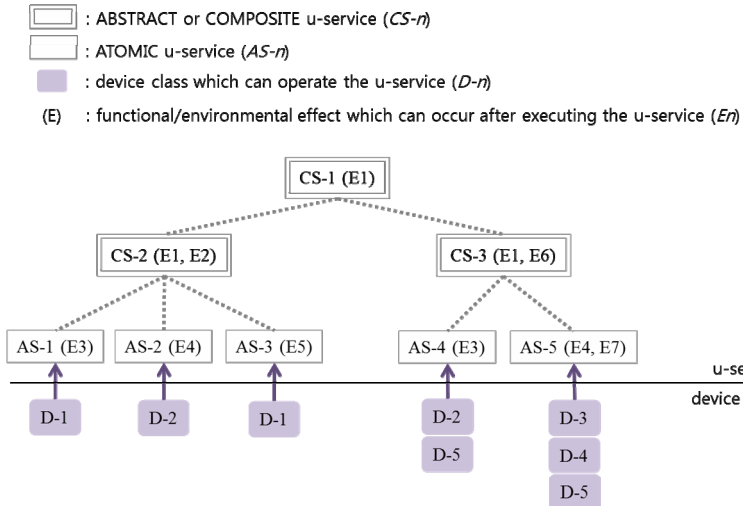 : ABSTRACT or COMPOSITE u-service (CS-n)
: ATOMIC u-service (AS-n)
: device class which can operate the u-service (D-n)
(E) : functional/environmental effect which can occur after executing the u-service (En)
CS-1 (E1)
CS-2 (E1, E2)
CS-3 (E1, E6)
AS-1 (E3)
AS-2 (E4)
AS-3 (E5)
AS-4 (E3)
AS-5 (E4, E7)
u-se
device
D-1
D-2
D-1
D-2
D-3
D-5
D-4
D-5